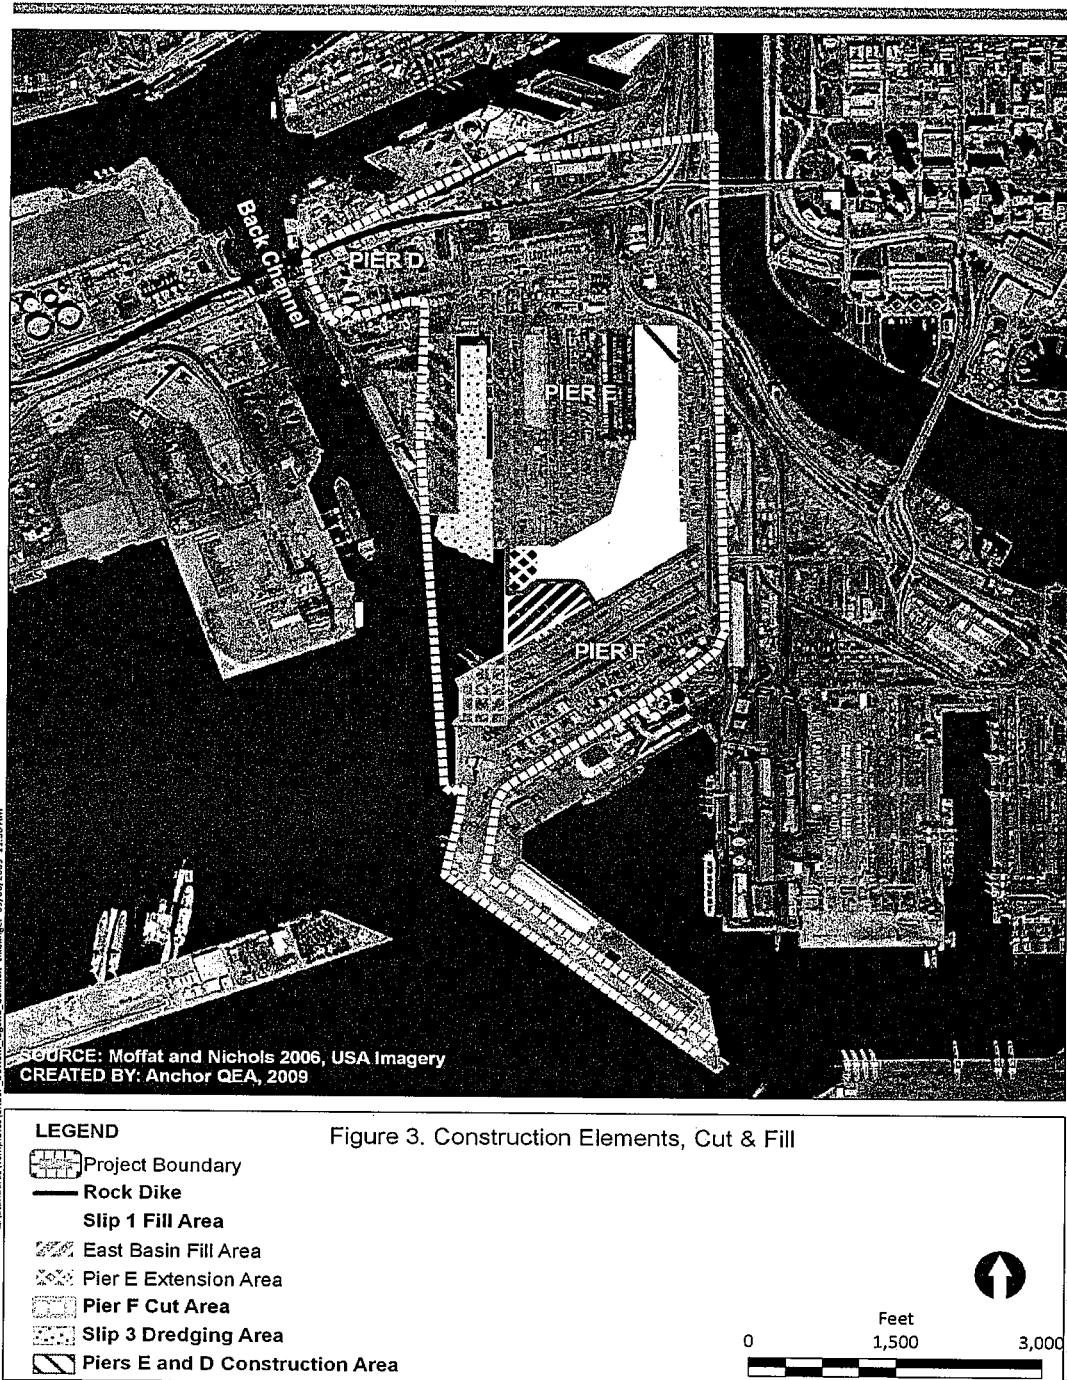 Back Channel
PIER D
PIER E
PIER F
SOURCE: Moffat and Nichols 2006, USA Imagery
CREATED BY: Anchor QEA, 2009
LEGEND
Figure 3. Construction Elements, Cut & Fill
Project Boundary
Rock Dike
Slip 1 Fill Area
East Basin Fill Area
Pier E Extension Area
Pier F Cut Area
Slip 3 Dredging Area
Piers E and D Construction Area
Feet
0 1,500 3,000